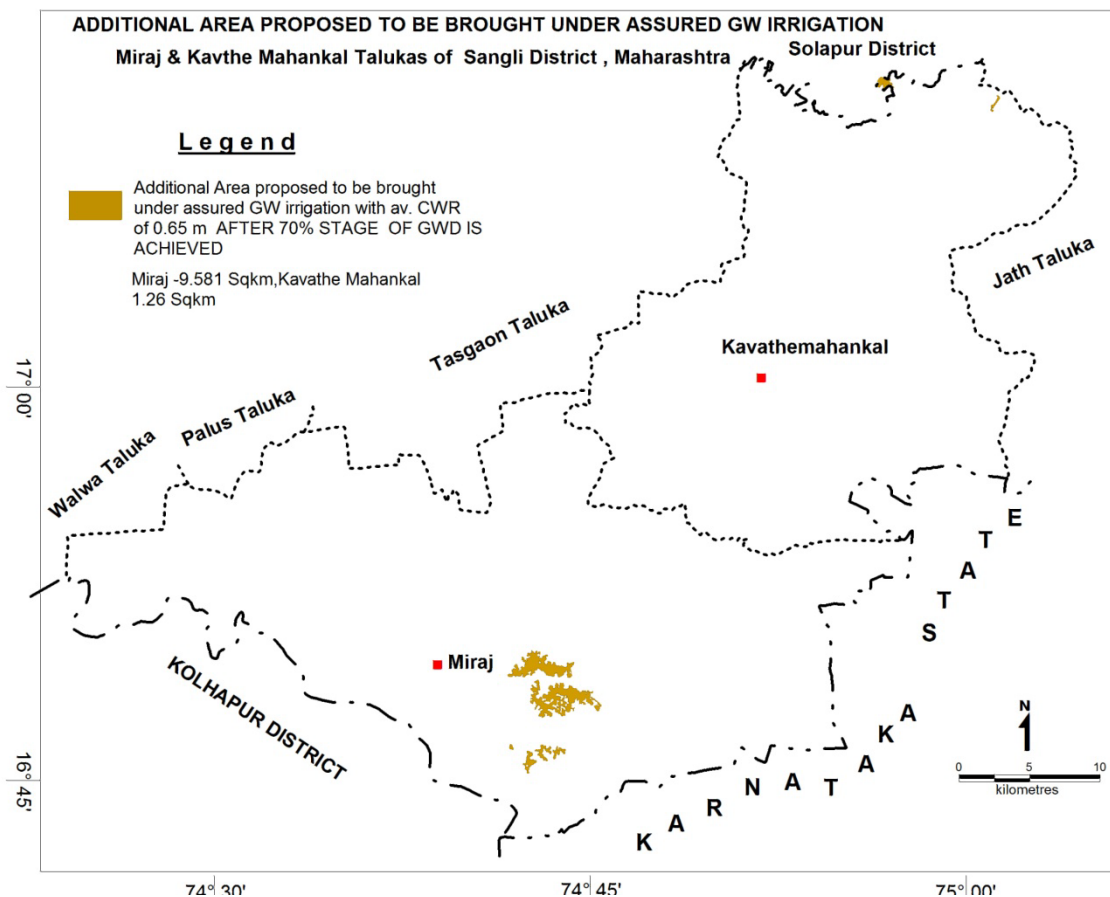 ADDITIONAL AREA PROPOSED TO BE BROUGHT UNDER ASSURED GW IRRIGATION
Miraj & Kavthe Mahankal Talukas of Sangli District , Maharashtra
Solapur District
Legend
Additional Area proposed to be brought
under assured GW irrigation with av. CWR
of 0.65 m AFTER 70% STAGE OF GWD IS
ACHIEVED
Miraj -9.581 Sqkm,Kavathe Mahankal
1.26 Sqkm
Jath Taluka
Tasgaon Taluka
Kavathemahankal
17° 00'
Palus Taluka
Walwa Taluka
KARNATAKA STATE
Miraj
KOLHAPUR DISTRICT
N
16° 45'
0 5 10
kilometres
74° 30' 74° 45' 75° 00'